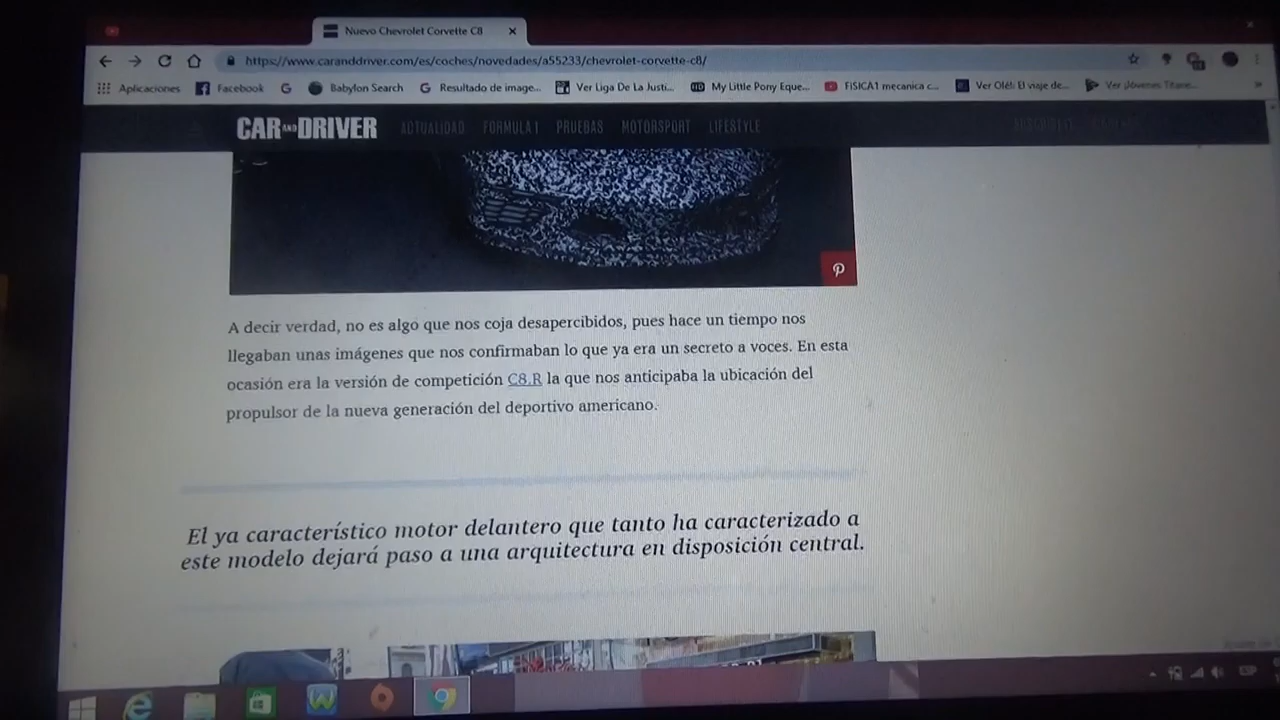 Nuevo Chevrolet Corvette C8
https://www.caranddriver.com/es/coches/novedades/a55233/chevrolet-corvette-c8/
Aplicaciones Facebook Babylon Search Resultado de image... Ver Liga De La Justi... My Little Pony Eque... FISICA1 mecanica c... Ver Olé! El viaje de... Ver Jóvenes Titane...
CAR AND DRIVER ACTUALIDAD FORMULA 1 PRUEBAS MOTORSPORT LIFESTYLE
A decir verdad, no es algo que nos coja desapercibidos, pues hace un tiempo nos
llegaban unas imágenes que nos confirmaban lo que ya era un secreto a voces. En esta
ocasión era la versión de competición C8.R la que nos anticipaba la ubicación del
propulsor de la nueva generación del deportivo americano.
El ya característico motor delantero que tanto ha caracterizado a
este modelo dejará paso a una arquitectura en disposición central.